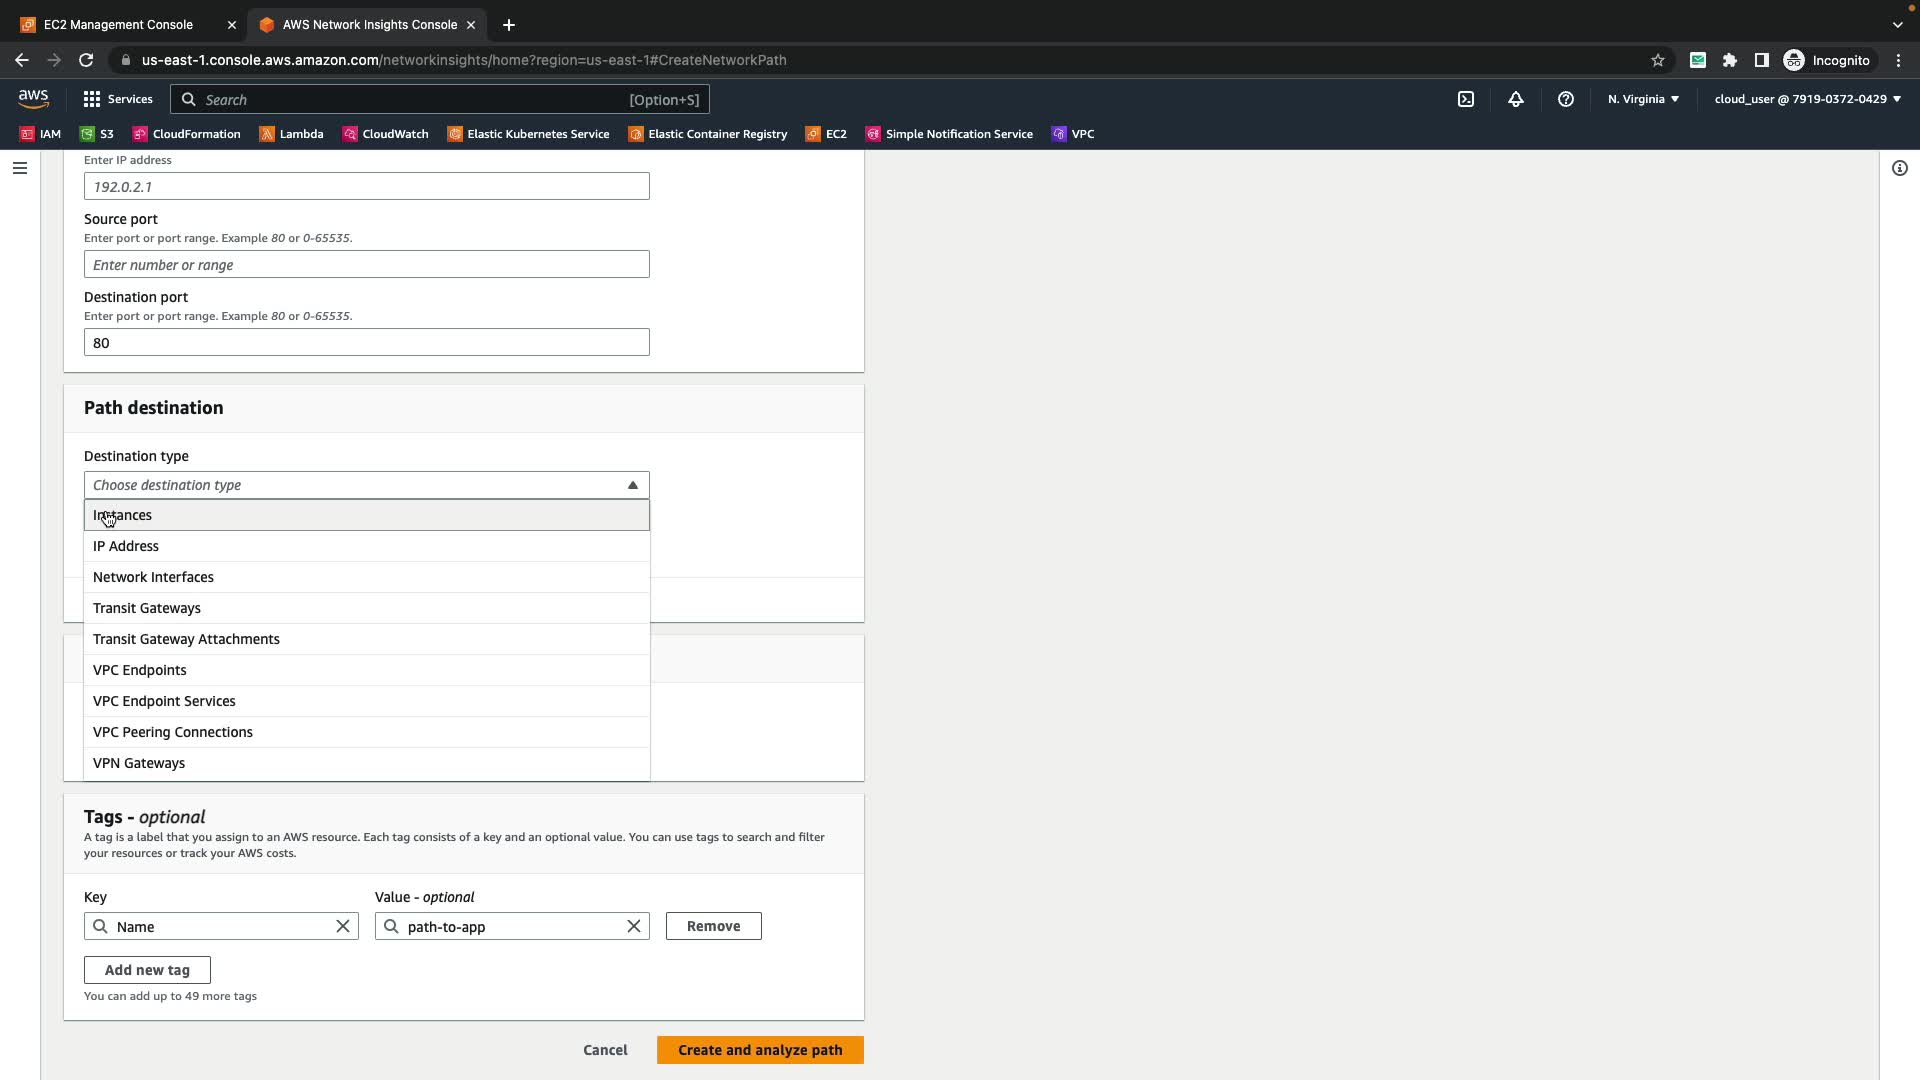 EC2 Management Console
AWS Network Insights Console
us-east-1.console.aws.amazon.com/networkinsights/home?region=us-east-1#CreateNetworkPath
Incognito
aws
Services
Search
[Option+S]
N. Virginia
cloud_user @ 7919-0372-0429
IAM
S3
CloudFormation
Lambda
CloudWatch
Elastic Kubernetes Service
Elastic Container Registry
EC2
Simple Notification Service
VPC
Enter IP address
192.0.2.1
Source port
Enter port or port range. Example 80 or 0-65535.
Enter number or range
Destination port
Enter port or port range. Example 80 or 0-65535.
80
Path destination
Destination type
Choose destination type
Instances
IP Address
Network Interfaces
Transit Gateways
Transit Gateway Attachments
VPC Endpoints
VPC Endpoint Services
VPC Peering Connections
VPN Gateways
Tags - optional
A tag is a label that you assign to an AWS resource. Each tag consists of a key and an optional value. You can use tags to search and filter
your resources or track your AWS costs.
Key
Value - optional
Name
path-to-app
Remove
Add new tag
You can add up to 49 more tags
Cancel
Create and analyze path